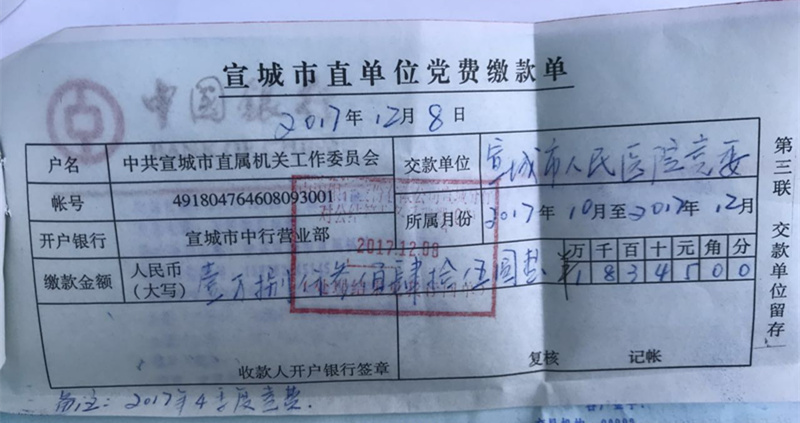 宣城市直单位党费缴款单
中国银
2017年12月8日
户名 中共宣城市直属机关工作委员会 交款单位 宣城市人民医院党委
帐号 491804764608093001 所属月份 2017年10月至2017年12月
开户银行 宣城市中行营业部
2017.12.08
缴款金额 人民币(大写) 壹万捌仟叁佰肆拾伍圆整 万千百十元角分
¥1834500
收款人开户银行签章 复核 记帐
备注:2017年4季度党费.
第三联 交款单位留存